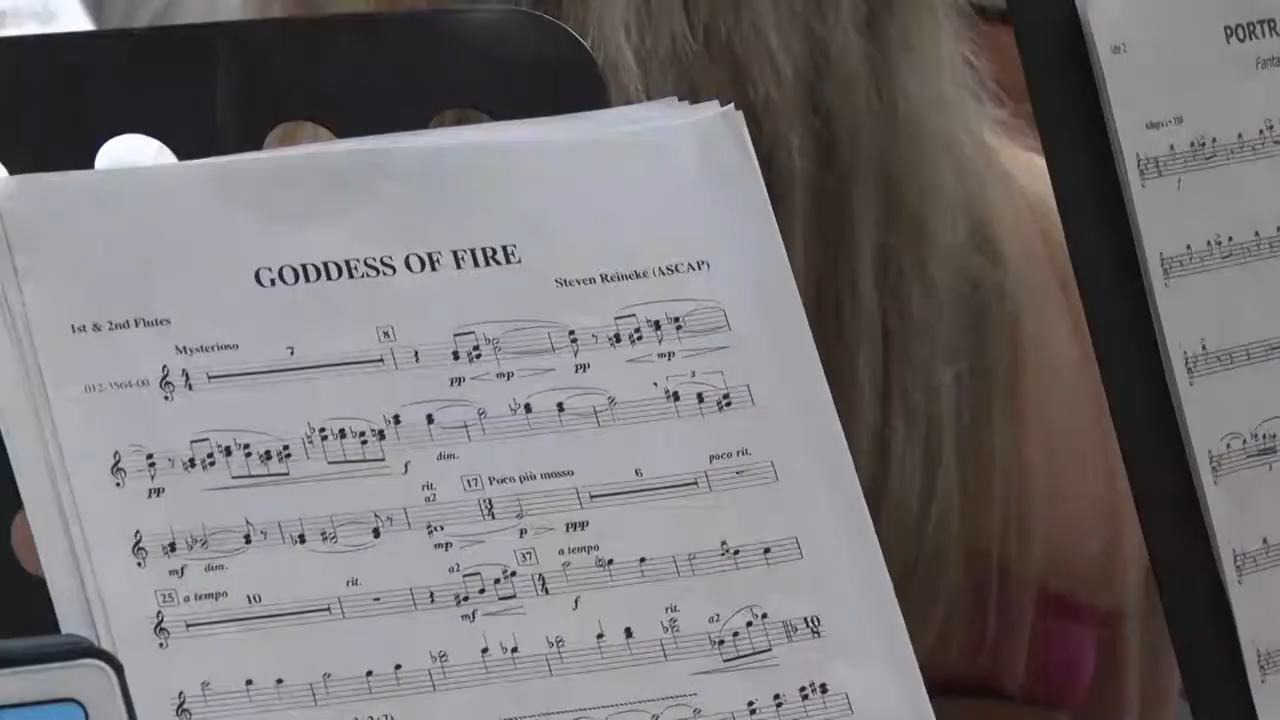 GODDESS OF FIRE
Steven Reineke (ASCAP)
1st & 2nd Flutes
Mysterioso
7
8
012-3564-00
pp mp pp mp
3
pp f dim.
rit.
a2
17 Poco più mosso
6
poco rit.
mf dim. mp p ppp
25 a tempo
10
rit.
a2
37
a tempo
mf f
rit.
a2
10
8
PORTR
Fanta
Allegro
f